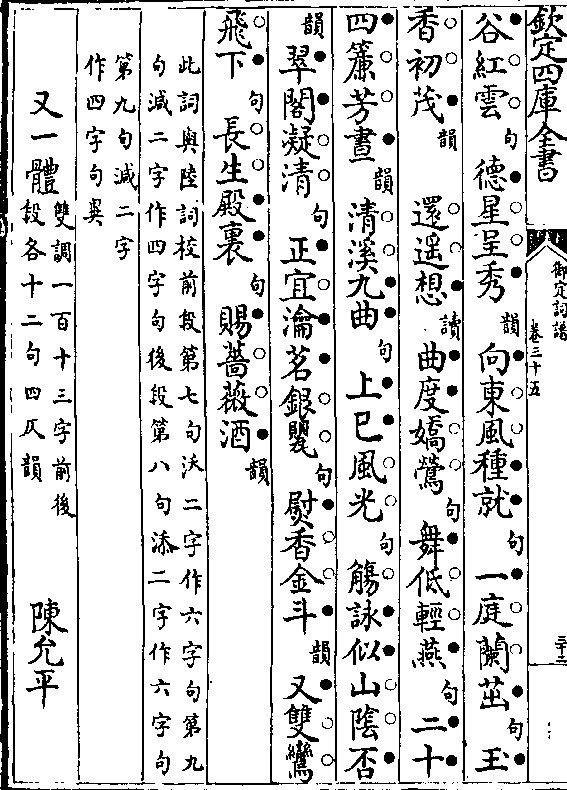 欽定四庫全書
御定詞譜
卷三十五
三十三
谷紅雲句德星呈秀韻向東風種就句一庭蘭茁句玉
香初茂韻還遥想讀曲度嬌鶯句舞低輕燕句二十
四簾芳晝韻清溪九曲句上巳風光句觴詠似山陰否
韻翠閣凝清句正宜瀹茗銀罌句熨香金斗韻又雙鸞
飛下句長生殿裏句賜薔薇酒韻
此詞與陸詞校前段第七句添二字作六字句第九
句減二字作四字句後段第八句添二字作六字句
第九句減二字
作四字句異
又一體雙調一百十三字前後
段各十二句四仄韻陳允平